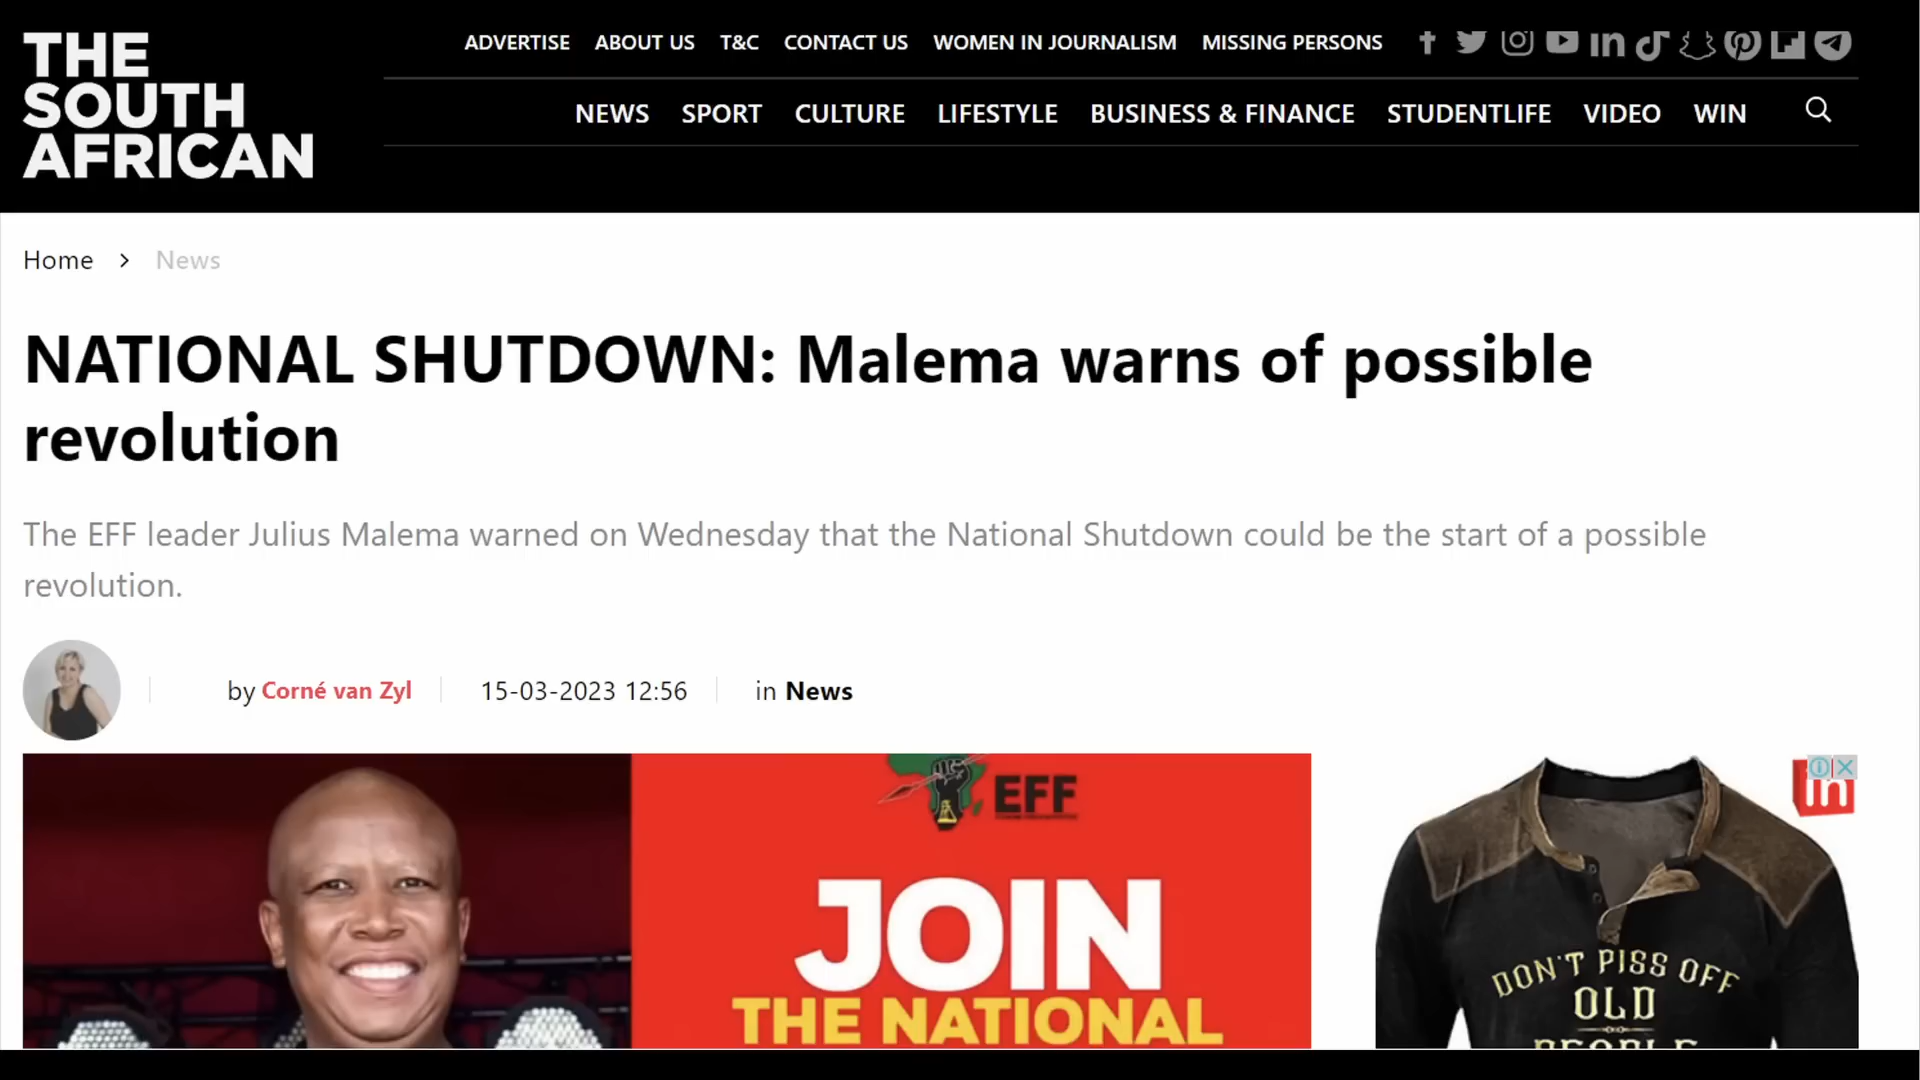 THE
SOUTH
AFRICAN
ADVERTISE ABOUT US T&C CONTACT US WOMEN IN JOURNALISM MISSING PERSONS
NEWS SPORT CULTURE LIFESTYLE BUSINESS & FINANCE STUDENTLIFE VIDEO WIN
Home > News
NATIONAL SHUTDOWN: Malema warns of possible
revolution
The EFF leader Julius Malema warned on Wednesday that the National Shutdown could be the start of a possible
revolution.
by Corné van Zyl 15-03-2023 12:56 in News
EFF
JOIN
THE NATIONAL
in
DON'T PISS OFF
OLD
PEOPLE